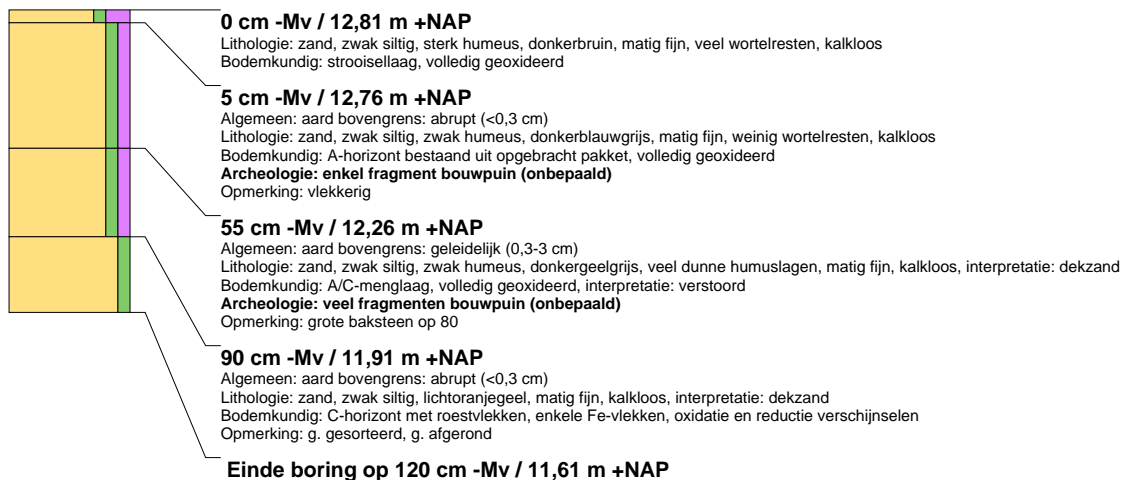 0 cm -Mv / 12,81 m +NAP
Lithologie: zand, zwak siltig, sterk humeus, donkerbruin, matig fijn, veel wortelresten, kalkloos
Bodemkundig: strooisellaag, volledig geoxideerd
5 cm -Mv / 12,76 m +NAP
Algemeen: aard bovengrens: abrupt (<0,3 cm)
Lithologie: zand, zwak siltig, zwak humeus, donkerblauwgrijs, matig fijn, weinig wortelresten, kalkloos
Bodemkundig: A-horizont bestaand uit opgebracht pakket, volledig geoxideerd
Archeologie: enkel fragment bouwpuin (onbepaald)
Opmerking: vlekkerig
55 cm -Mv / 12,26 m +NAP
Algemeen: aard bovengrens: geleidelijk (0,3-3 cm)
Lithologie: zand, zwak siltig, zwak humeus, donkergeelgrijs, veel dunne humuslagen, matig fijn, kalkloos, interpretatie: dekzand
Bodemkundig: A/C-menglaag, volledig geoxideerd, interpretatie: verstoord
Archeologie: veel fragmenten bouwpuin (onbepaald)
Opmerking: grote baksteen op 80
90 cm -Mv / 11,91 m +NAP
Algemeen: aard bovengrens: abrupt (<0,3 cm)
Lithologie: zand, zwak siltig, lichtoranjegeel, matig fijn, kalkloos, interpretatie: dekzand
Bodemkundig: C-horizont met roestvlekken, enkele Fe-vlekken, oxidatie en reductie verschijnselen
Opmerking: g. gesorteerd, g. afgerond
Einde boring op 120 cm -Mv / 11,61 m +NAP